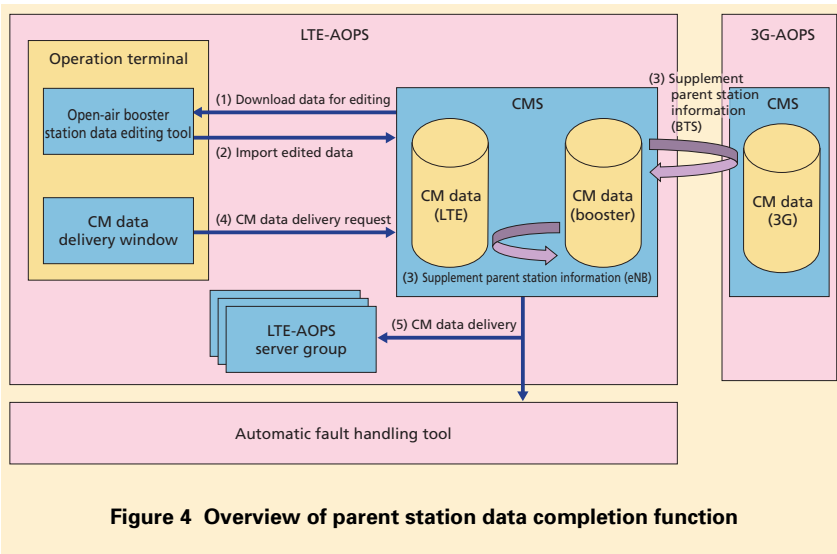 LTE-AOPS
3G-AOPS
Operation terminal
(3) Supplement
parent station
information
(BTS)
(1) Download data for editing
CMS
CMS
Open-air booster
station data editing tool
(2) Import edited data
CM data
(LTE)
CM data
(booster)
CM data
(3G)
CM data
delivery window
(4) CM data delivery request
(3) Supplement parent station information (eNB)
LTE-AOPS
server group
(5) CM data delivery
Automatic fault handling tool
Figure 4 Overview of parent station data completion function